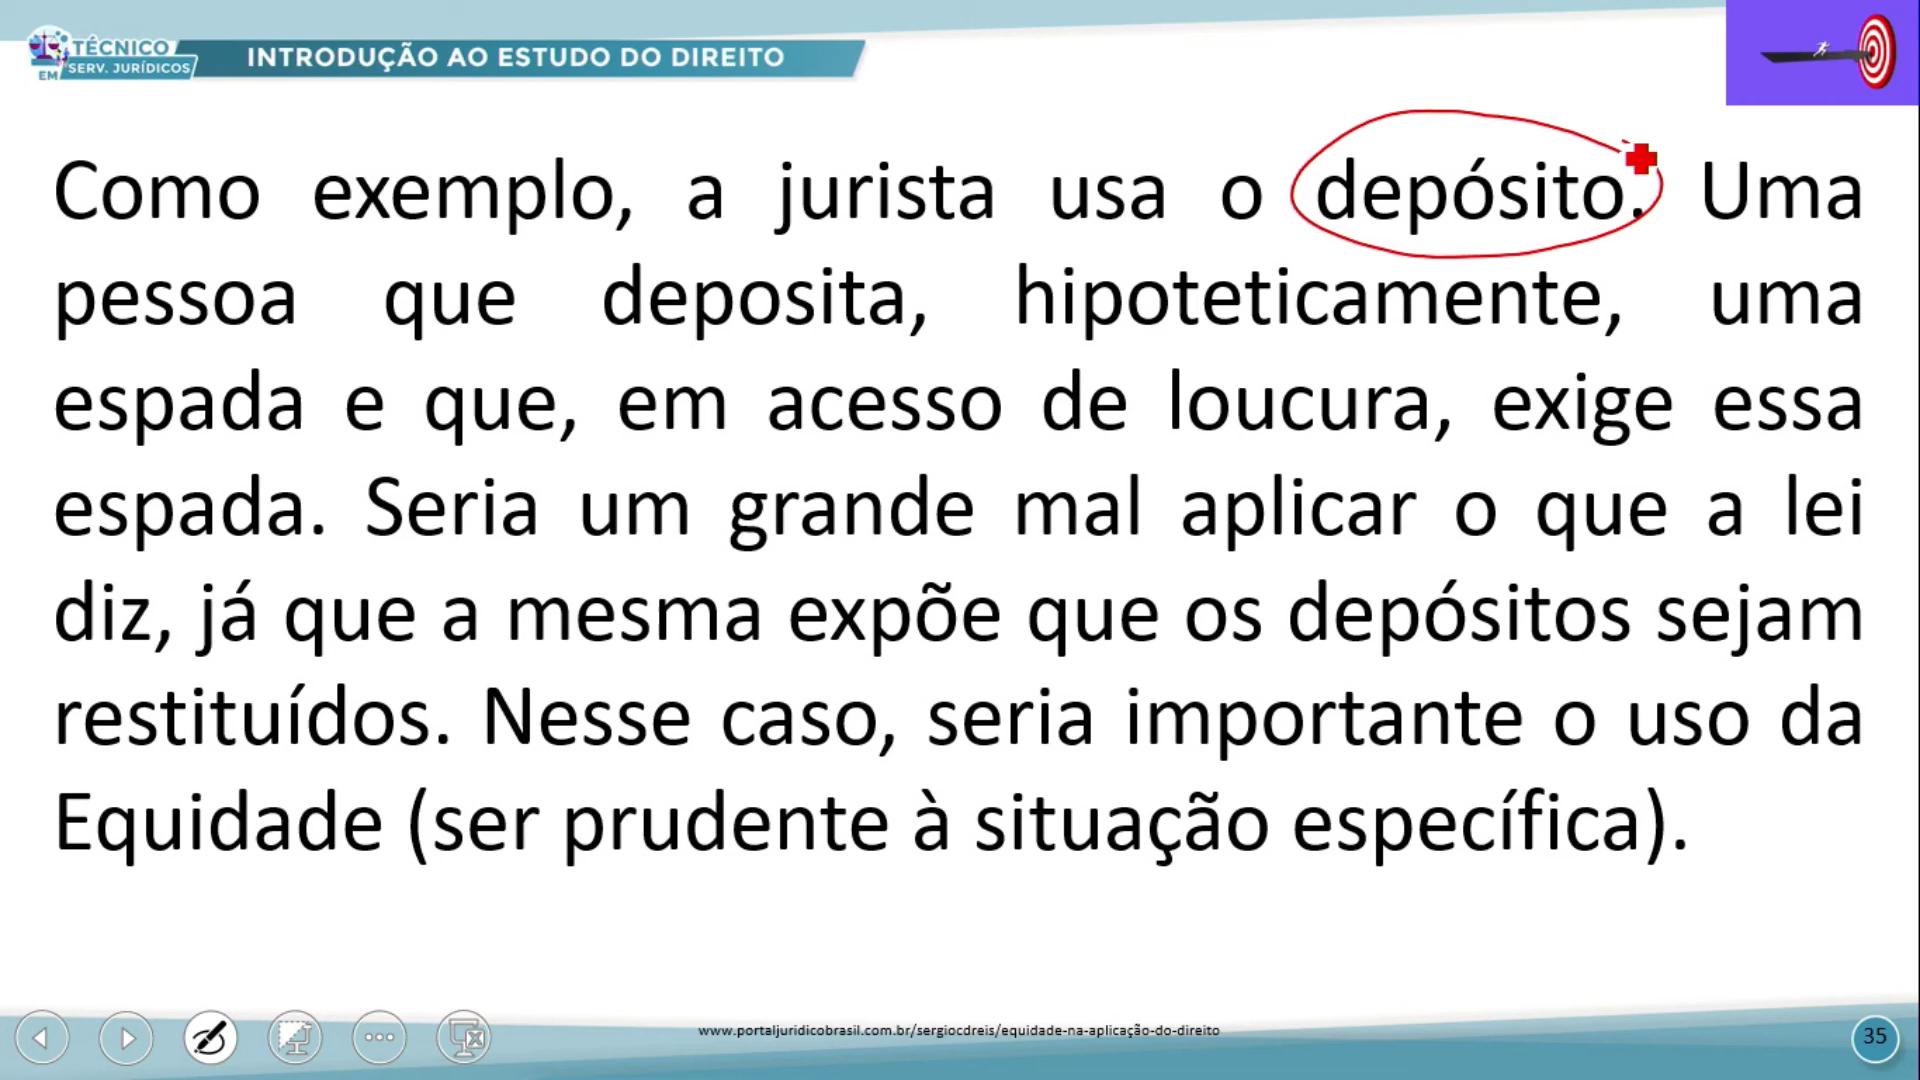 TÉCNICO
EM SERV. JURÍDICOS
INTRODUÇÃO AO ESTUDO DO DIREITO
Como exemplo, a jurista usa o depósito. Uma
pessoa que deposita, hipoteticamente, uma
espada e que, em acesso de loucura, exige essa
espada. Seria um grande mal aplicar o que a lei
diz, já que a mesma expõe que os depósitos sejam
restituídos. Nesse caso, seria importante o uso da
Equidade (ser prudente à situação específica).
www.portaljuridicobrasil.com.br/sergiocdreis/equidade-na-aplicação-do-direito
35